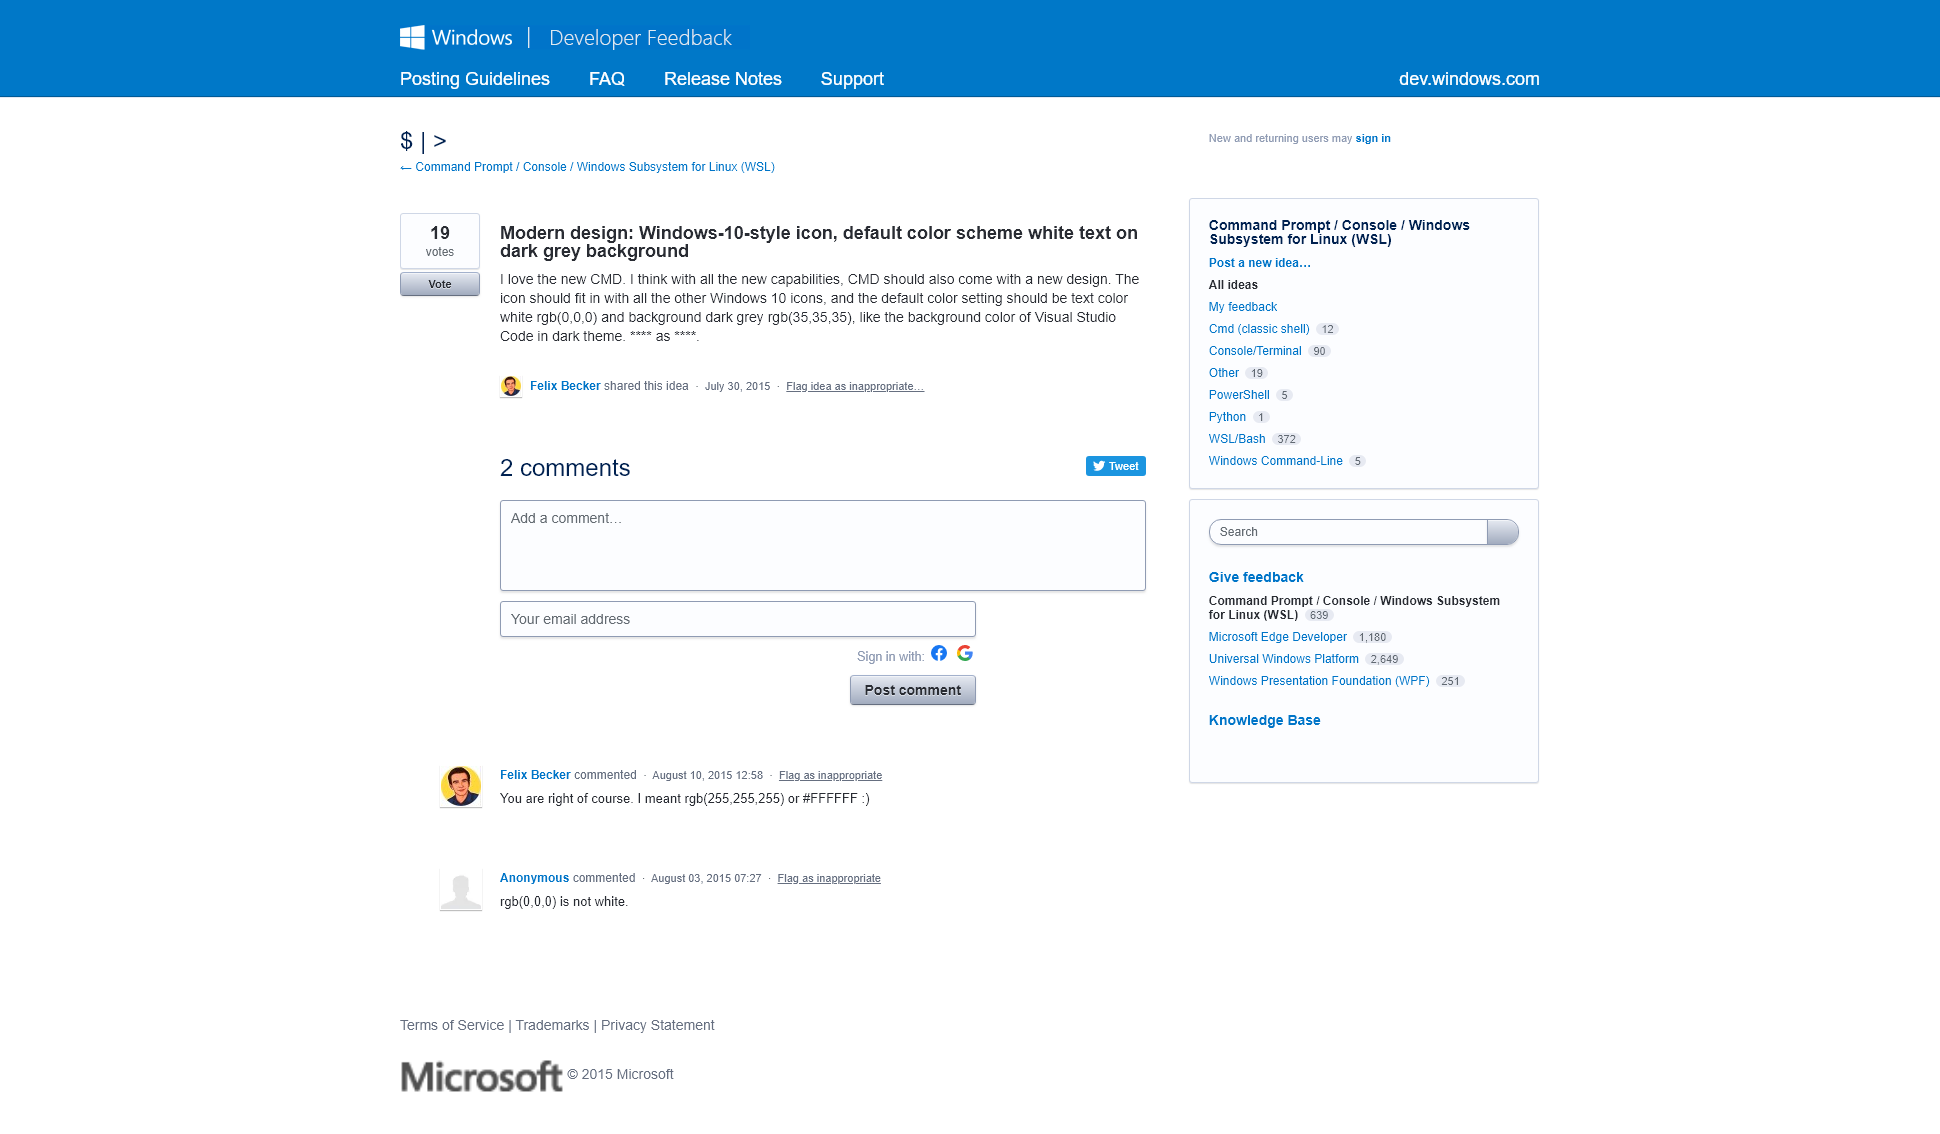 Windows | Developer Feedback
Posting Guidelines FAQ Release Notes Support dev.windows.com
$ | >
← Command Prompt / Console / Windows Subsystem for Linux (WSL)
19
votes
Vote
Modern design: Windows-10-style icon, default color scheme white text on
dark grey background
I love the new CMD. I think with all the new capabilities, CMD should also come with a new design. The
icon should fit in with all the other Windows 10 icons, and the default color setting should be text color
white rgb(0,0,0) and background dark grey rgb(35,35,35), like the background color of Visual Studio
Code in dark theme. **** as ****.
Felix Becker shared this idea · July 30, 2015 · Flag idea as inappropriate…
2 comments
Tweet
Add a comment…
Your email address
Sign in with:
Post comment
Felix Becker commented · August 10, 2015 12:58 · Flag as inappropriate
You are right of course. I meant rgb(255,255,255) or #FFFFFF :)
Anonymous commented · August 03, 2015 07:27 · Flag as inappropriate
rgb(0,0,0) is not white.
New and returning users may sign in
Command Prompt / Console / Windows
Subsystem for Linux (WSL)
Post a new idea…
All ideas
My feedback
Cmd (classic shell) 12
Console/Terminal 90
Other 19
PowerShell 5
Python 1
WSL/Bash 372
Windows Command-Line 5
Search
Give feedback
Command Prompt / Console / Windows Subsystem
for Linux (WSL) 639
Microsoft Edge Developer 1,180
Universal Windows Platform 2,649
Windows Presentation Foundation (WPF) 251
Knowledge Base
Terms of Service | Trademarks | Privacy Statement
Microsoft © 2015 Microsoft